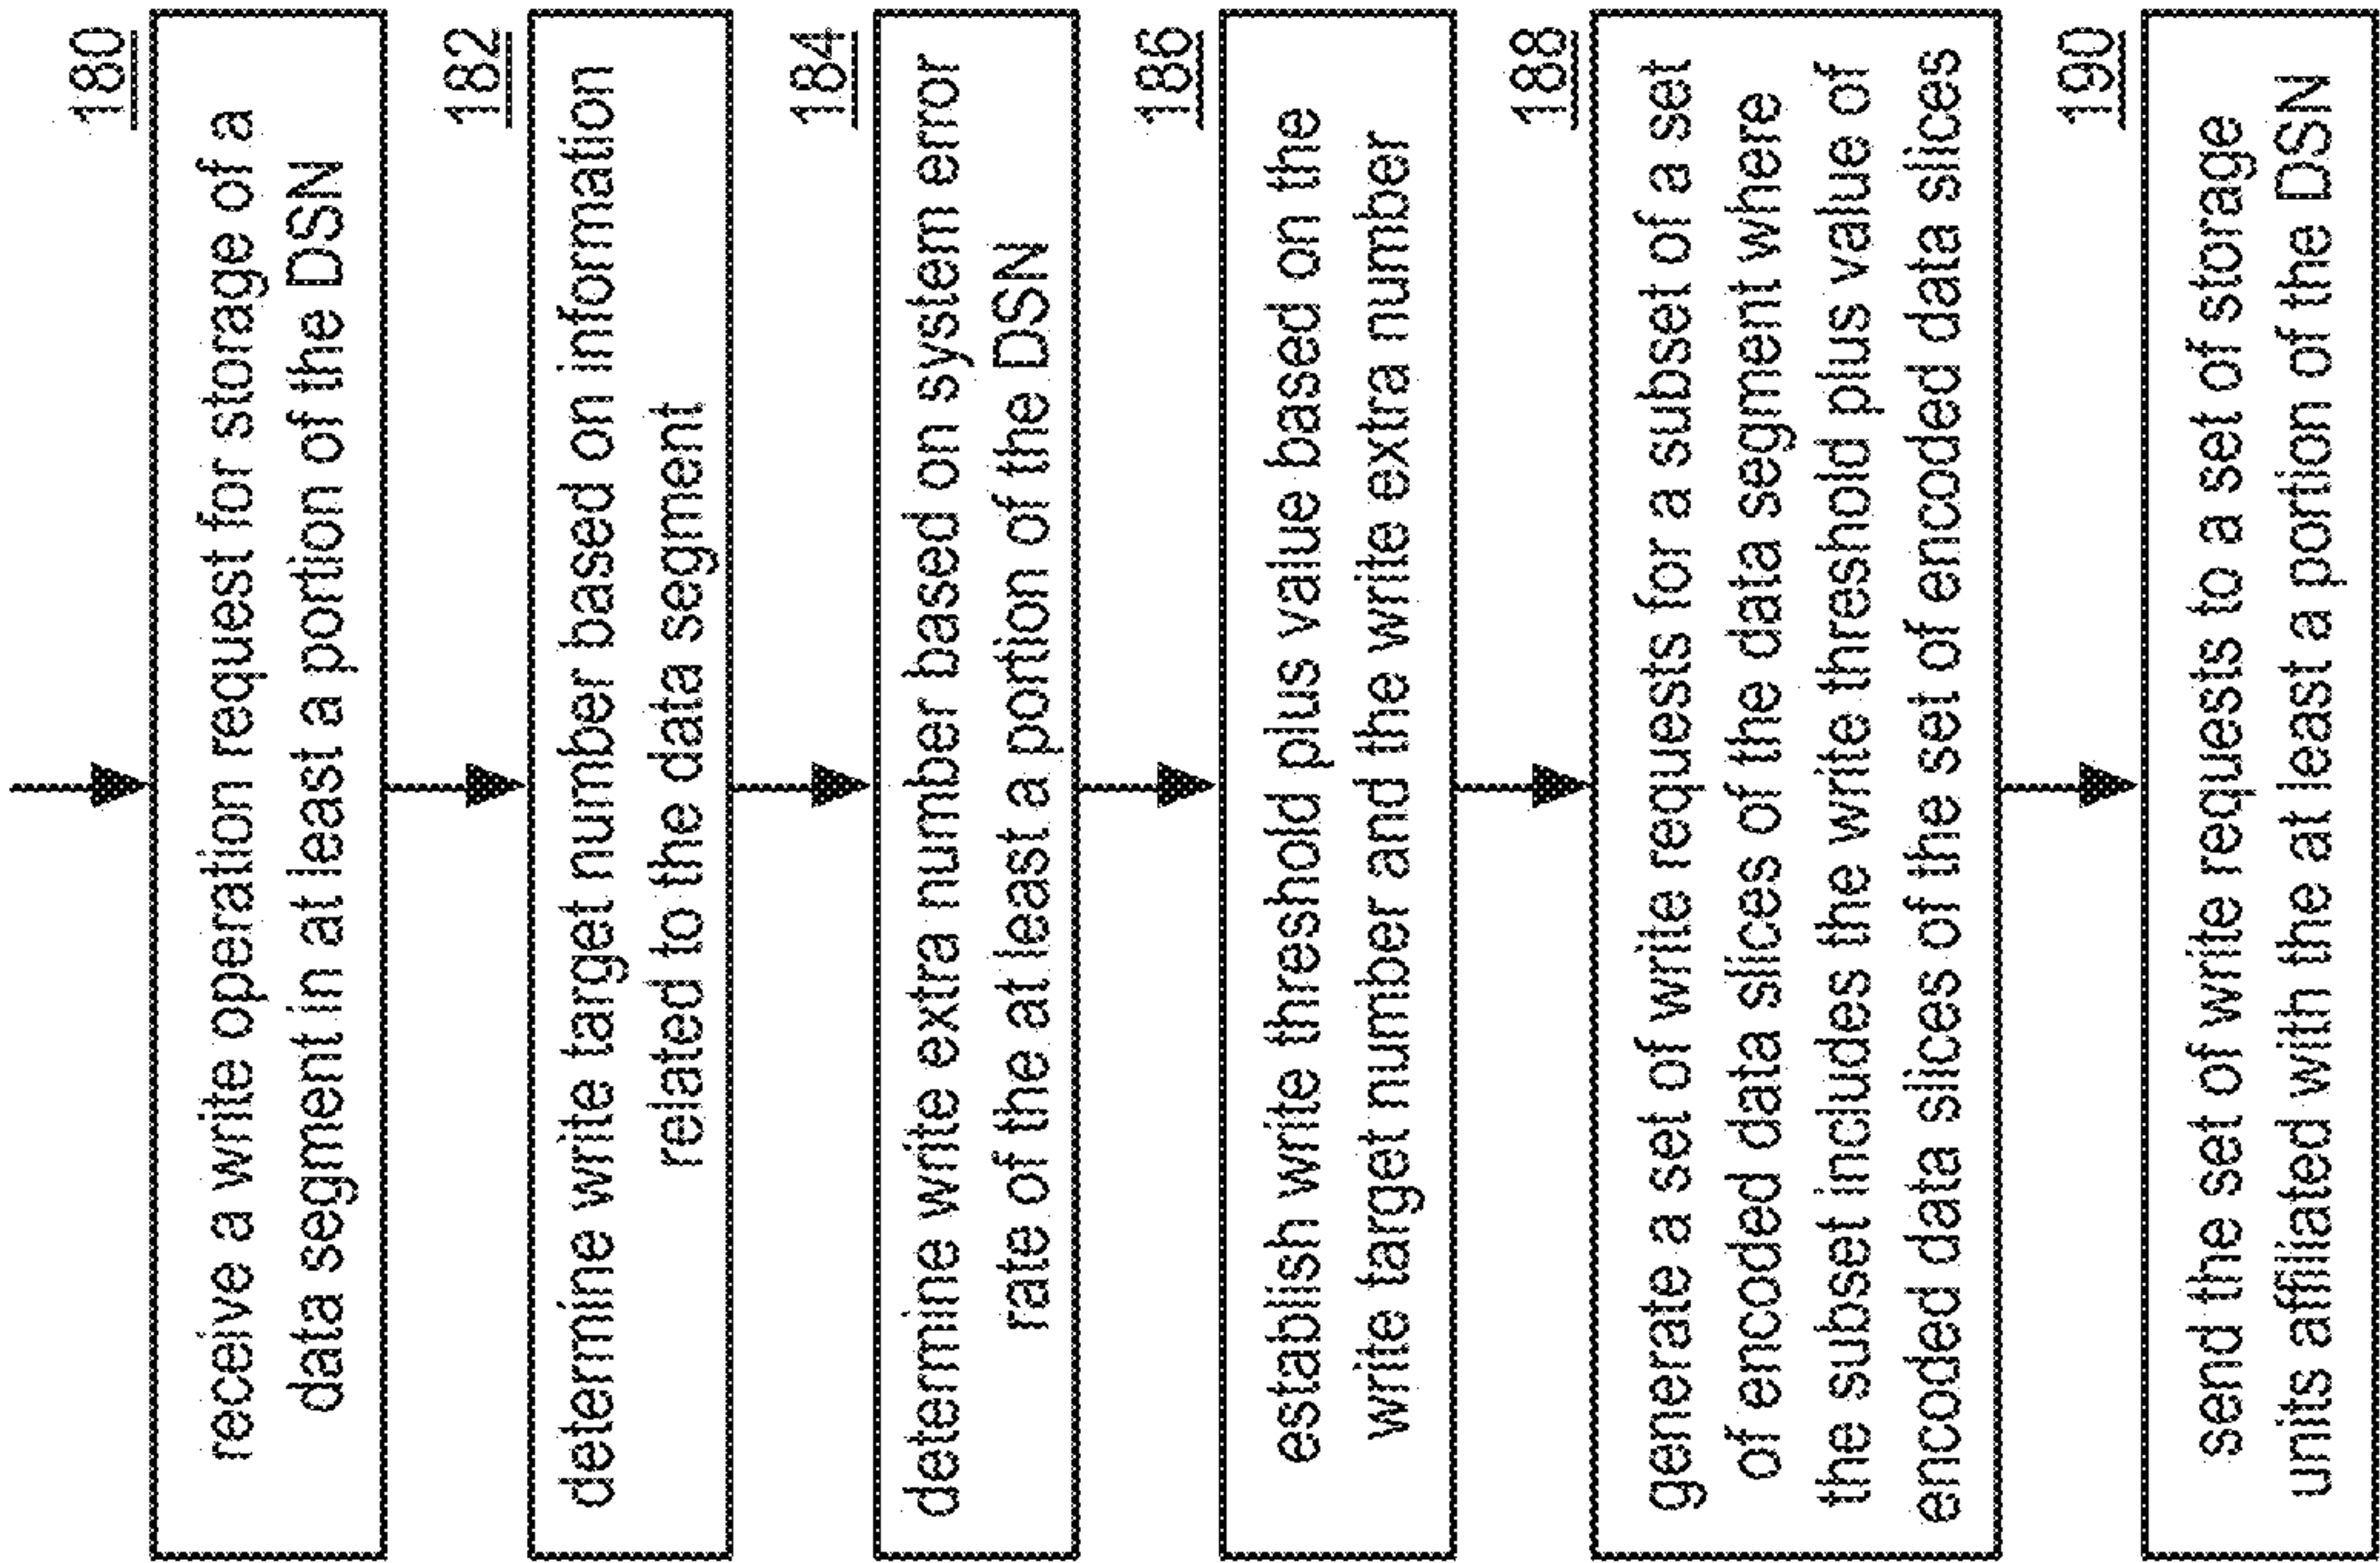 180
receive a write operation request for storage of a
data segment in at least a portion of the DSN
182
determine write target number based on information
related to the data segment
184
determine write extra number based on system error
rate of the at least a portion of the DSN
186
establish write threshold plus value based on the
write target number and the write extra number
188
generate a set of write requests for a subset of a set
of encoded data slices of the data segment where
the subset includes the write threshold plus value of
encoded data slices of the set of encoded data slices
190
send the set of write requests to a set of storage
units affiliated with the at least a portion of the DSN